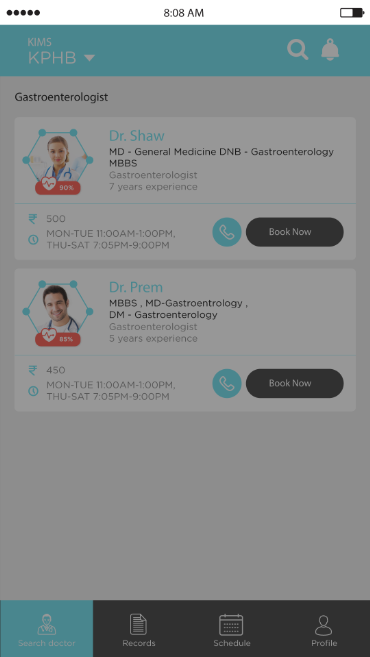 8:08 AM
KIMS
KPHB
Gastroenterologist
Dr. Shaw
MD - General Medicine DNB - Gastroenterology
MBBS
Gastroenterologist
7 years experience
90%
₹ 500
MON-TUE 11:00AM-1:00PM,
THU-SAT 7:05PM-9:00PM
Book Now
Dr. Prem
MBBS , MD-Gastroentrology ,
DM - Gastroenterology
Gastroenterologist
5 years experience
85%
₹ 450
MON-TUE 11:00AM-1:00PM,
THU-SAT 7:05PM-9:00PM
Book Now
Search doctor
Records
Schedule
Profile